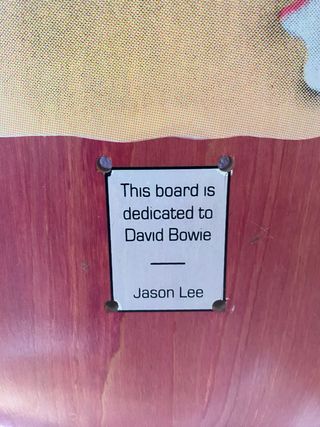 This board is
dedicated to
David Bowie
Jason Lee